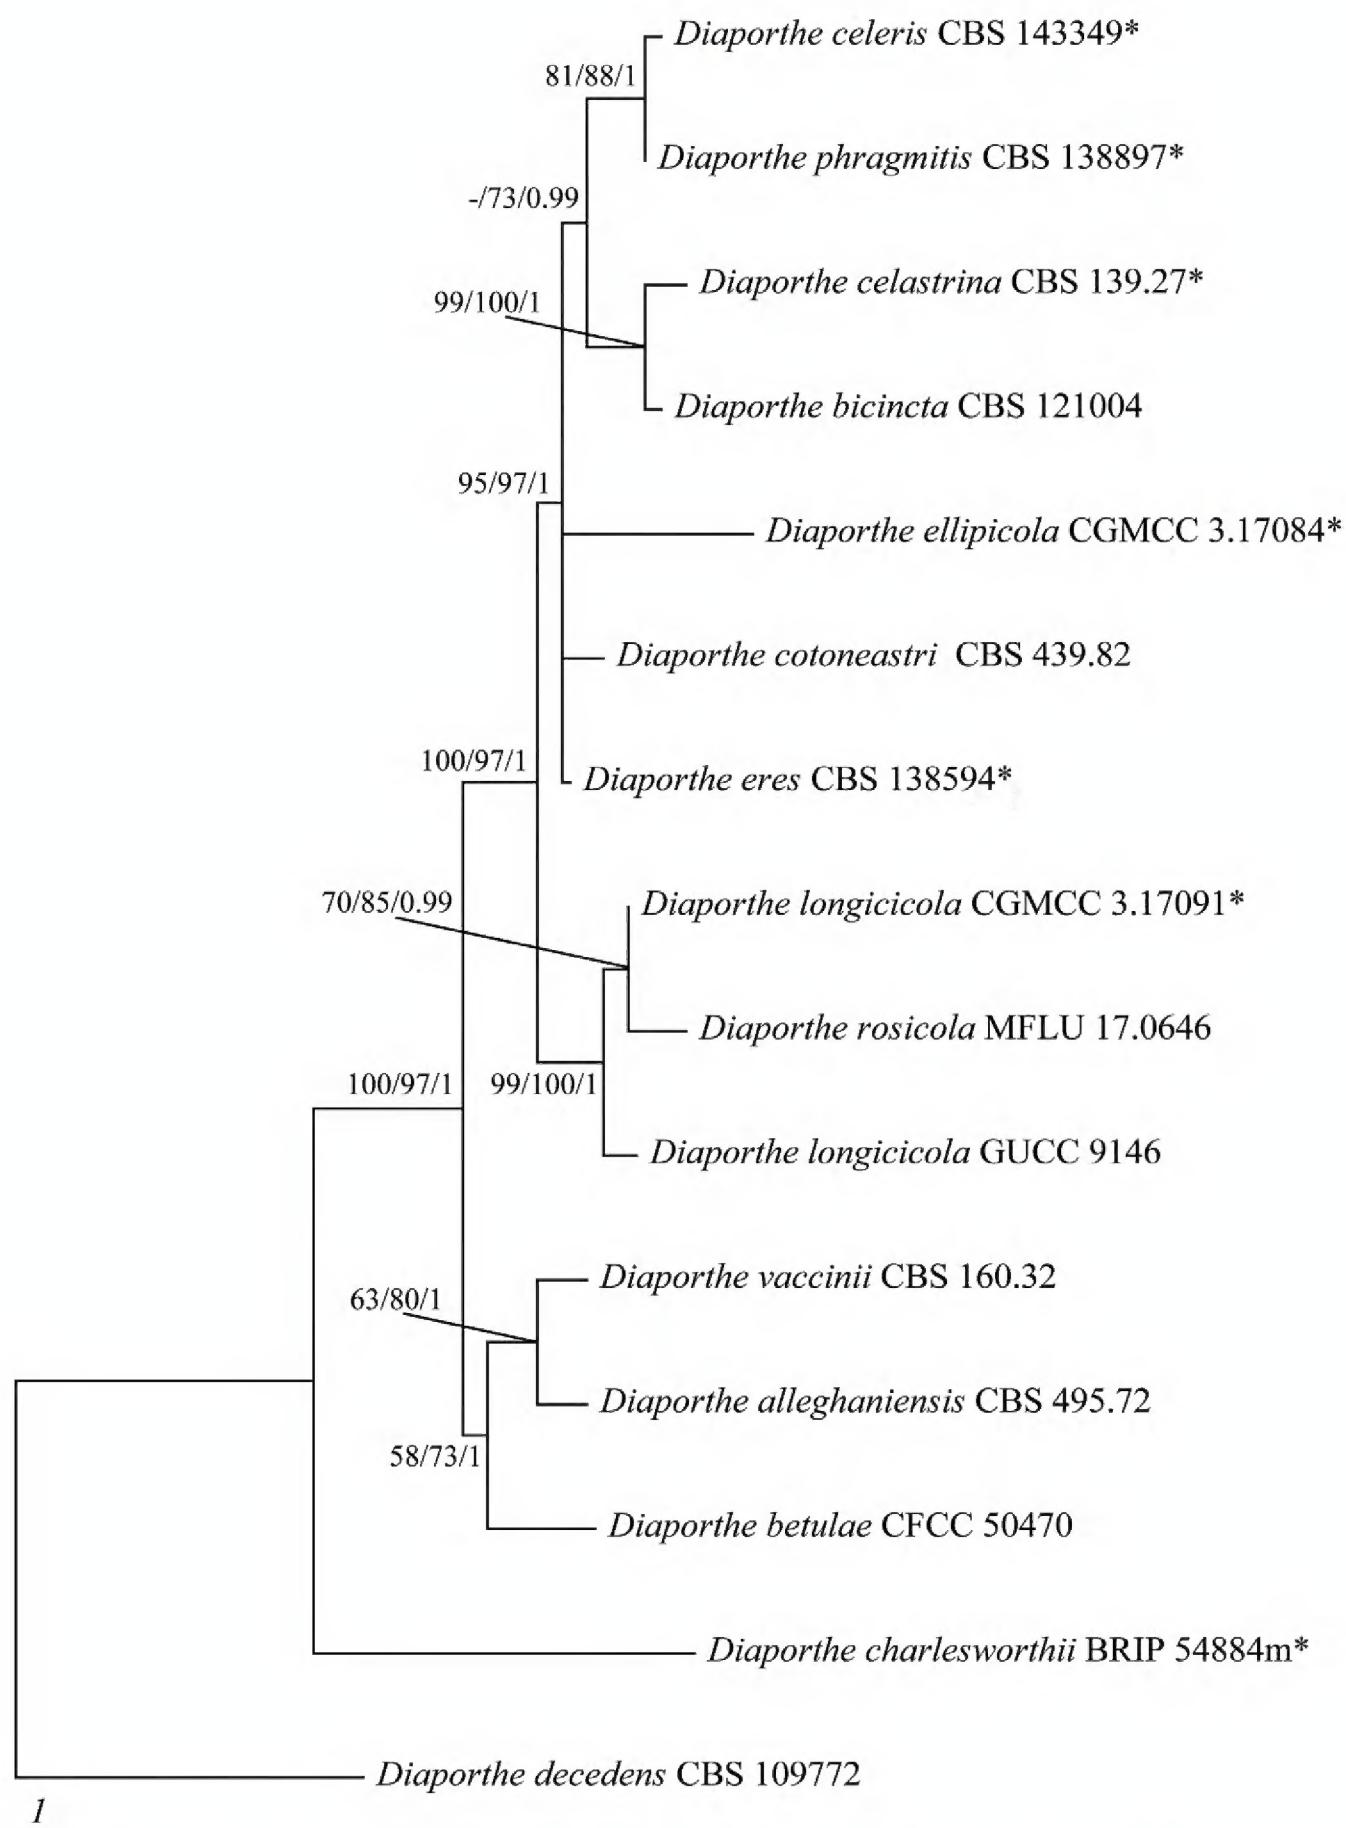 Diaporthe celeris CBS 143349*
81/88/1
Diaporthe phragmitis CBS 138897*
-/73/0.99
Diaporthe celastrina CBS 139.27*
99/100/1
Diaporthe bicincta CBS 121004
95/97/1
Diaporthe ellipicola CGMCC 3.17084*
Diaporthe cotoneastri CBS 439.82
100/97/1
Diaporthe eres CBS 138594*
70/85/0.99
Diaporthe longicicola CGMCC 3.17091*
Diaporthe rosicola MFLU 17.0646
100/97/1
99/100/1
Diaporthe longicicola GUCC 9146
Diaporthe vaccinii CBS 160.32
63/80/1
Diaporthe alleghaniensis CBS 495.72
58/73/1
Diaporthe betulae CFCC 50470
Diaporthe charlesworthii BRIP 54884m*
Diaporthe decedens CBS 109772
1